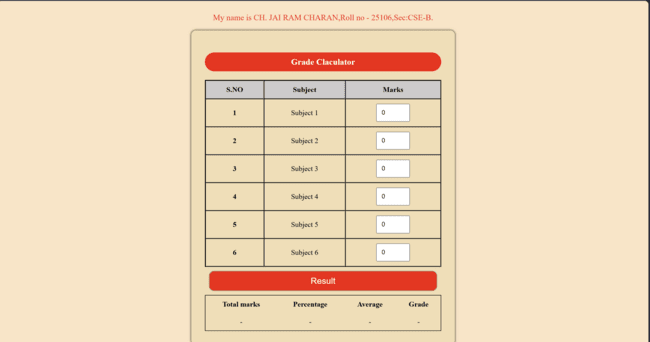 My name is CH. JAI RAM CHARAN,Roll no - 25106,Sec:CSE-B.
Grade Claculator
S.NO Subject Marks
1 Subject 1 0
2 Subject 2 0
3 Subject 3 0
4 Subject 4 0
5 Subject 5 0
6 Subject 6 0
Result
Total marks Percentage Average Grade
- - - -